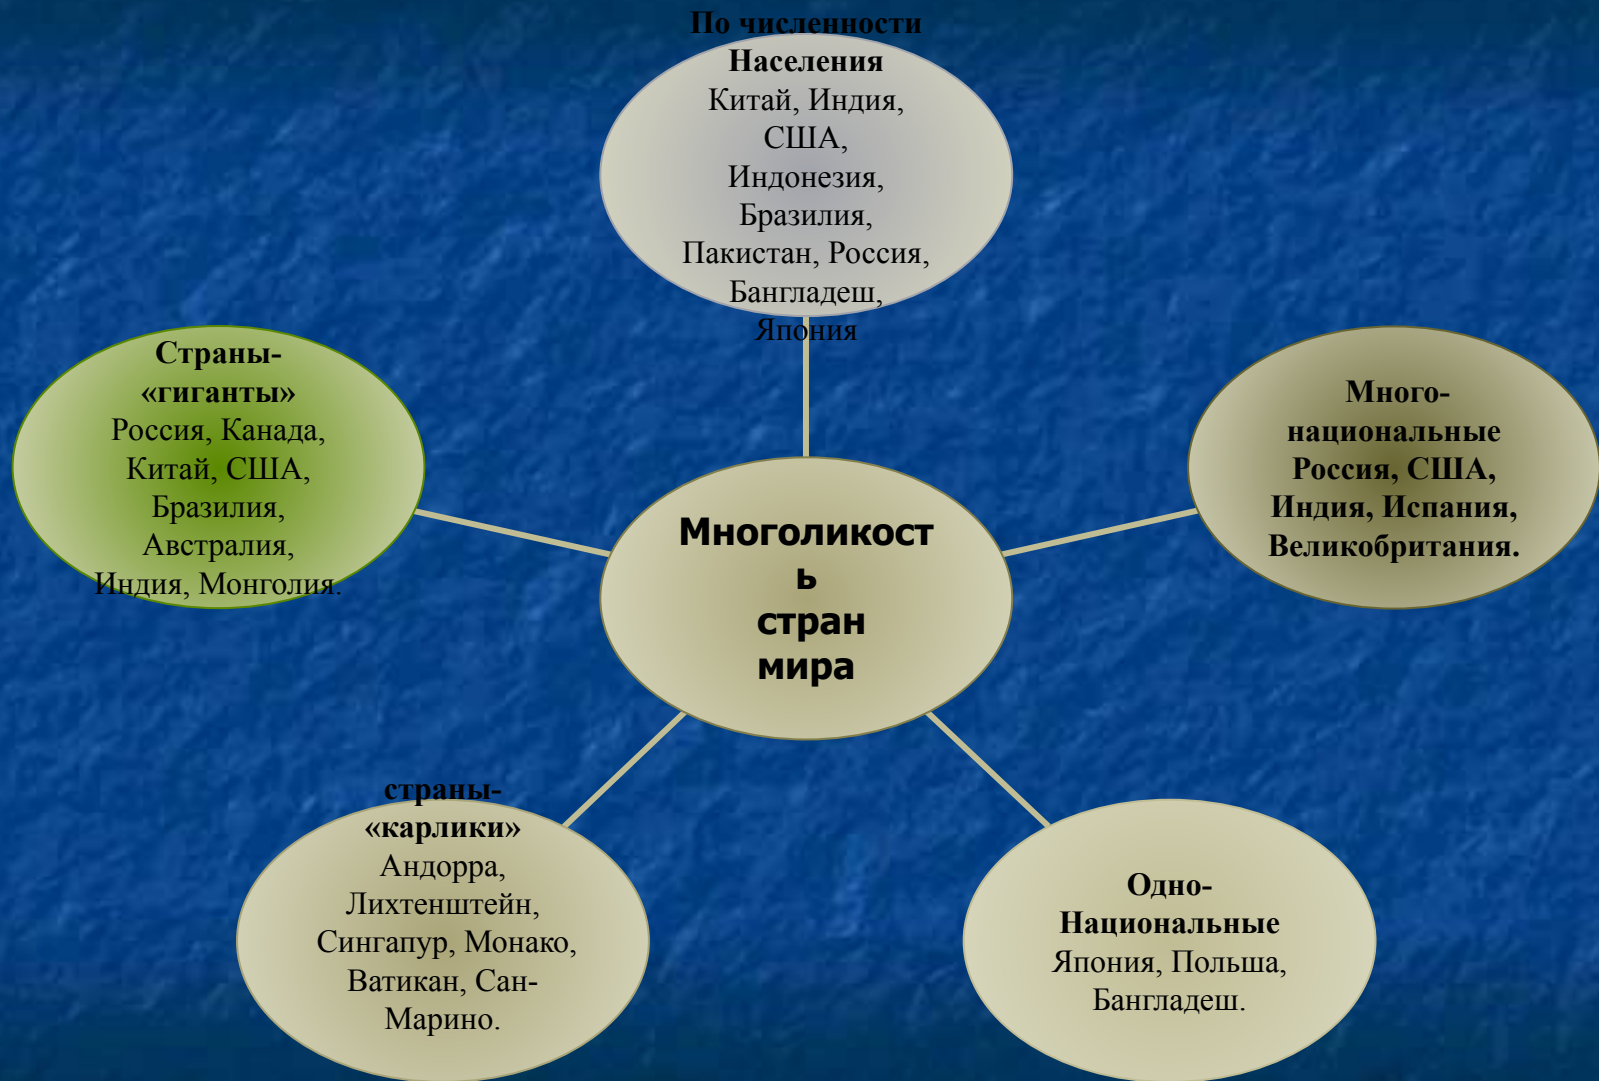 По численности
Населения
Китай, Индия,
США,
Индонезия,
Бразилия,
Пакистан, Россия,
Бангладеш,
Япония
Страны-
«гиганты»
Россия, Канада,
Китай, США,
Бразилия,
Австралия,
Индия, Монголия.
Много-
национальные
Россия, США,
Индия, Испания,
Великобритания.
Многоликост
ь
стран
мира
страны-
«карлики»
Андорра,
Лихтенштейн,
Сингапур, Монако,
Ватикан, Сан-
Марино.
Одно-
Национальные
Япония, Польша,
Бангладеш.